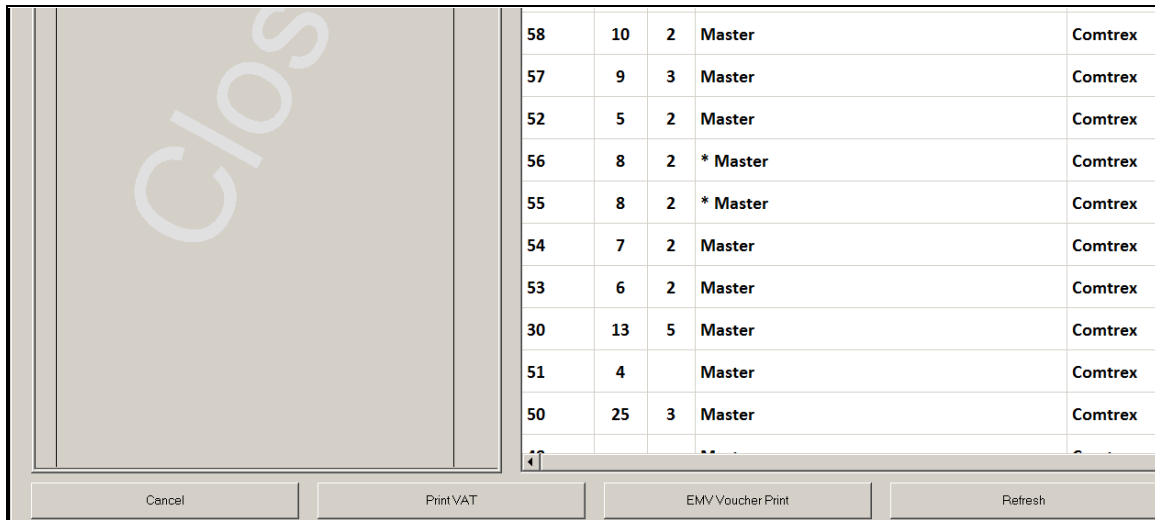 Clos
58 10 2 Master Comtrex
57 9 3 Master Comtrex
52 5 2 Master Comtrex
56 8 2 * Master Comtrex
55 8 2 * Master Comtrex
54 7 2 Master Comtrex
53 6 2 Master Comtrex
30 13 5 Master Comtrex
51 4 Master Comtrex
50 25 3 Master Comtrex
Cancel Print VAT EMV Voucher Print Refresh